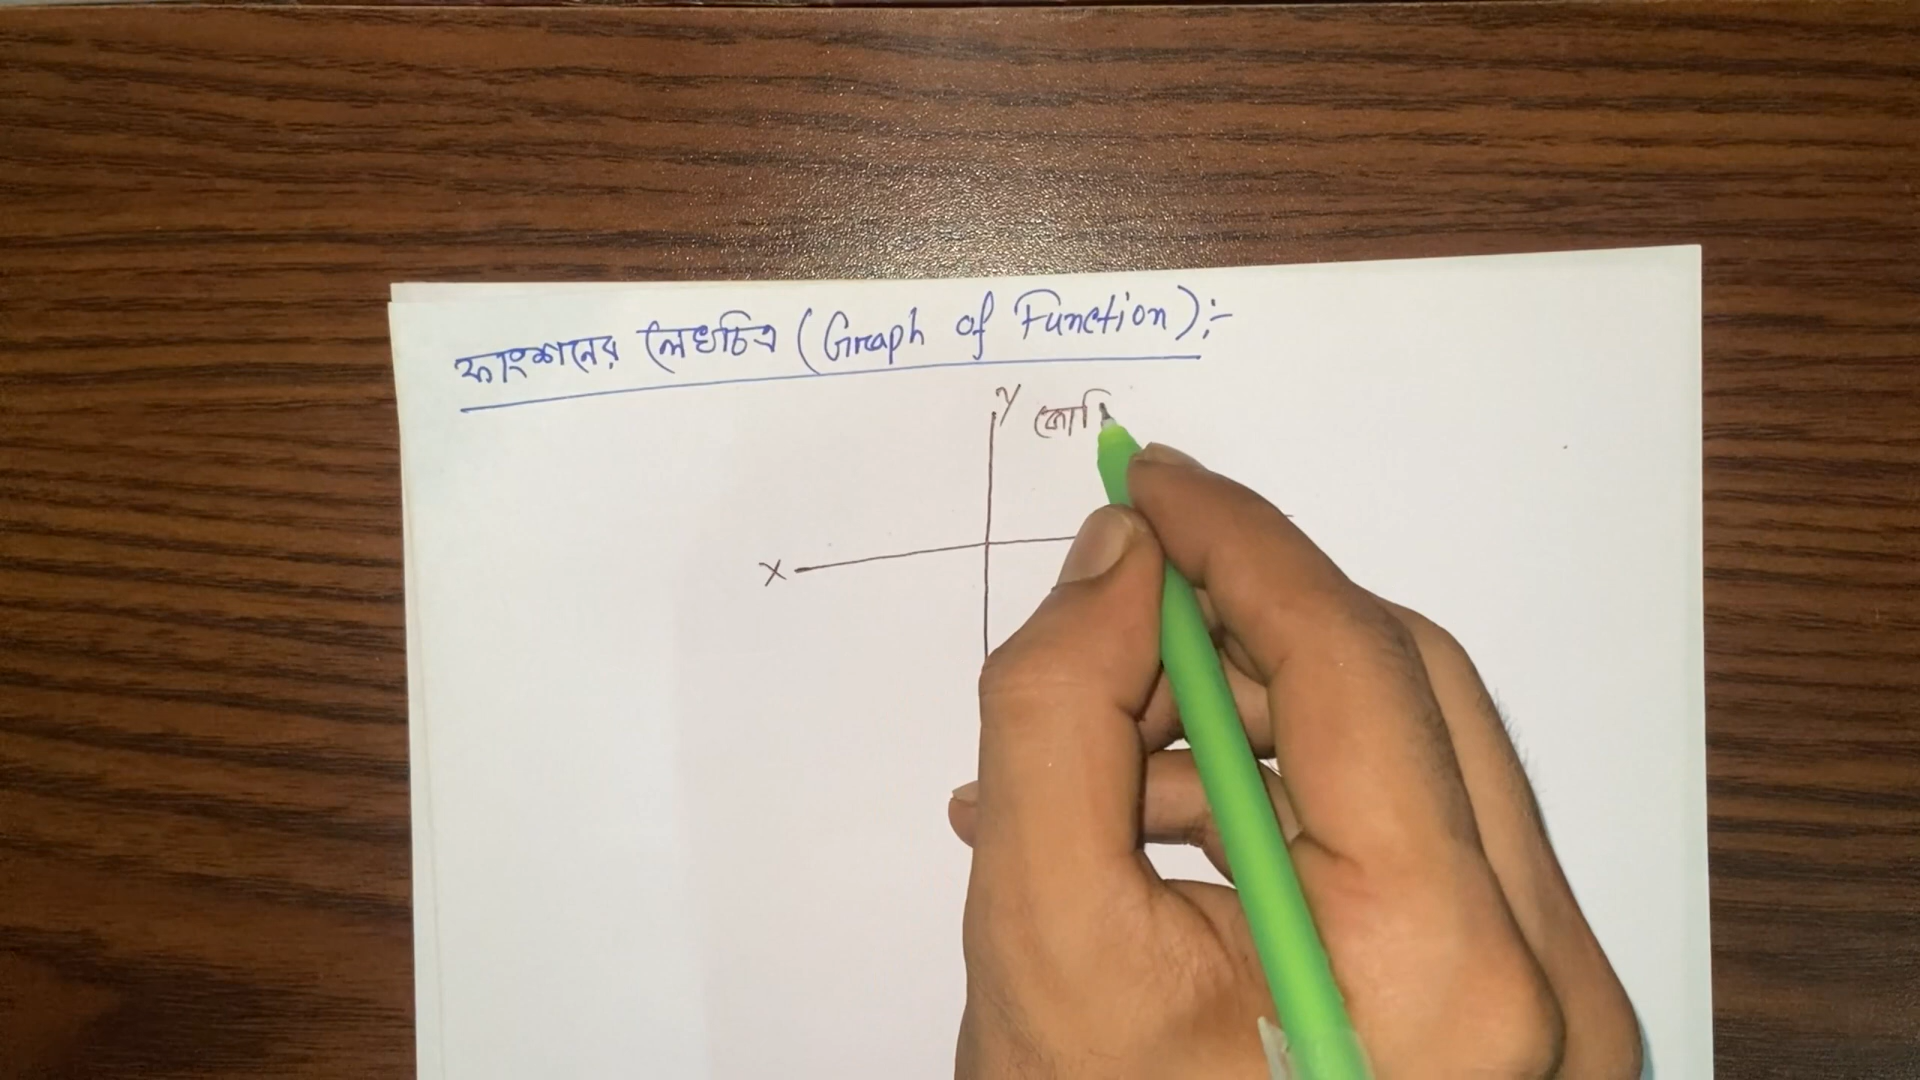 ফাংশনের লেখচিত্র (Graph of Function):-
y কোটি
X